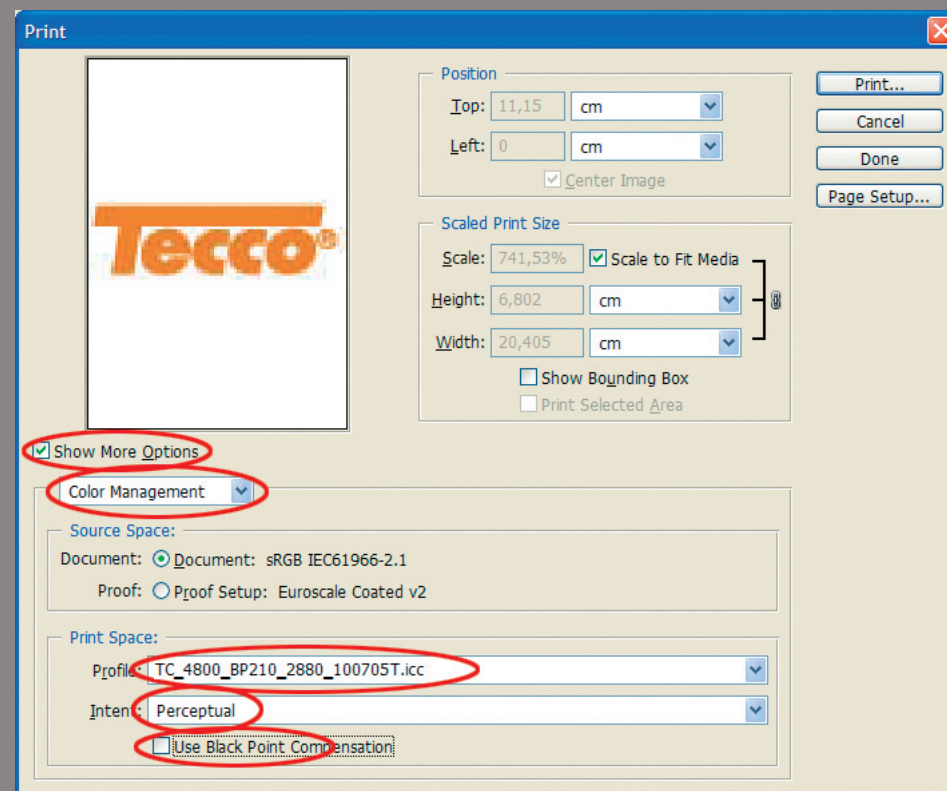 Print
Tecco®
Position
Top: 11,15 cm
Left: 0 cm
Center Image
Scaled Print Size
Scale: 741,53% Scale to Fit Media
Height: 6,802 cm
Width: 20,405 cm
Show Bounding Box
Print Selected Area
Print...
Cancel
Done
Page Setup...
Show More Options
Color Management
Source Space:
Document: Document: sRGB IEC61966-2.1
Proof: Proof Setup: Euroscale Coated v2
Print Space:
Profile: TC_4800_BP210_2880_100705T.icc
Intent: Perceptual
Use Black Point Compensation